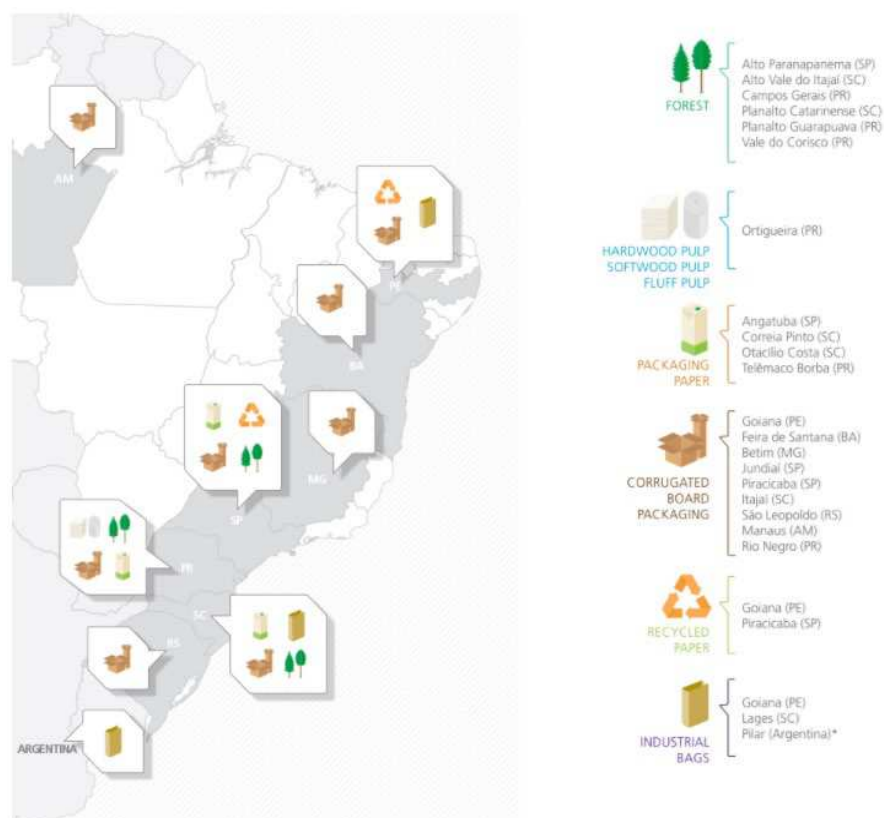 AM
PE
BA
MG
SP
PR
SC
RS
ARGENTINA
FOREST
Alto Paranapanema (SP)
Alto Vale do Itajaí (SC)
Campos Gerais (PR)
Planalto Catarinense (SC)
Planalto Guarapuava (PR)
Vale do Corisco (PR)
HARDWOOD PULP
SOFTWOOD PULP
FLUFF PULP
Ortigueira (PR)
PACKAGING
PAPER
Angatuba (SP)
Correia Pinto (SC)
Otacílio Costa (SC)
Telêmaco Borba (PR)
CORRUGATED
BOARD
PACKAGING
Goiana (PE)
Feira de Santana (BA)
Betim (MG)
Jundiaí (SP)
Piracicaba (SP)
Itajaí (SC)
São Leopoldo (RS)
Manaus (AM)
Rio Negro (PR)
RECYCLED
PAPER
Goiana (PE)
Piracicaba (SP)
INDUSTRIAL
BAGS
Goiana (PE)
Lages (SC)
Pilar (Argentina)*